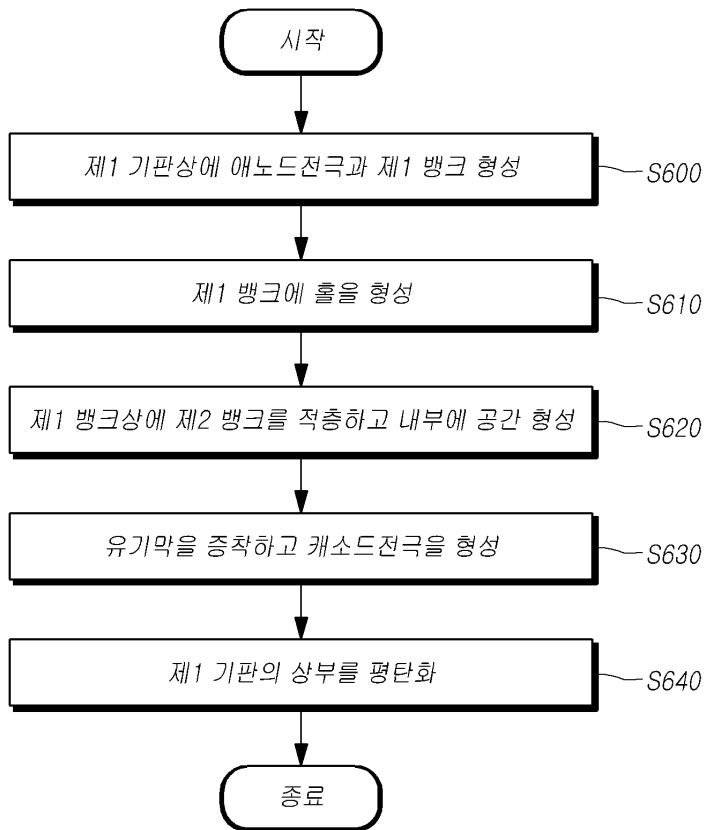 시작
제1 기판상에 애노드전극과 제1 뱅크 형성
S600
제1 뱅크에 홀을 형성
S610
제1 뱅크상에 제2 뱅크를 적층하고 내부에 공간 형성
S620
유기막을 증착하고 캐소드전극을 형성
S630
제1 기판의 상부를 평탄화
S640
종료